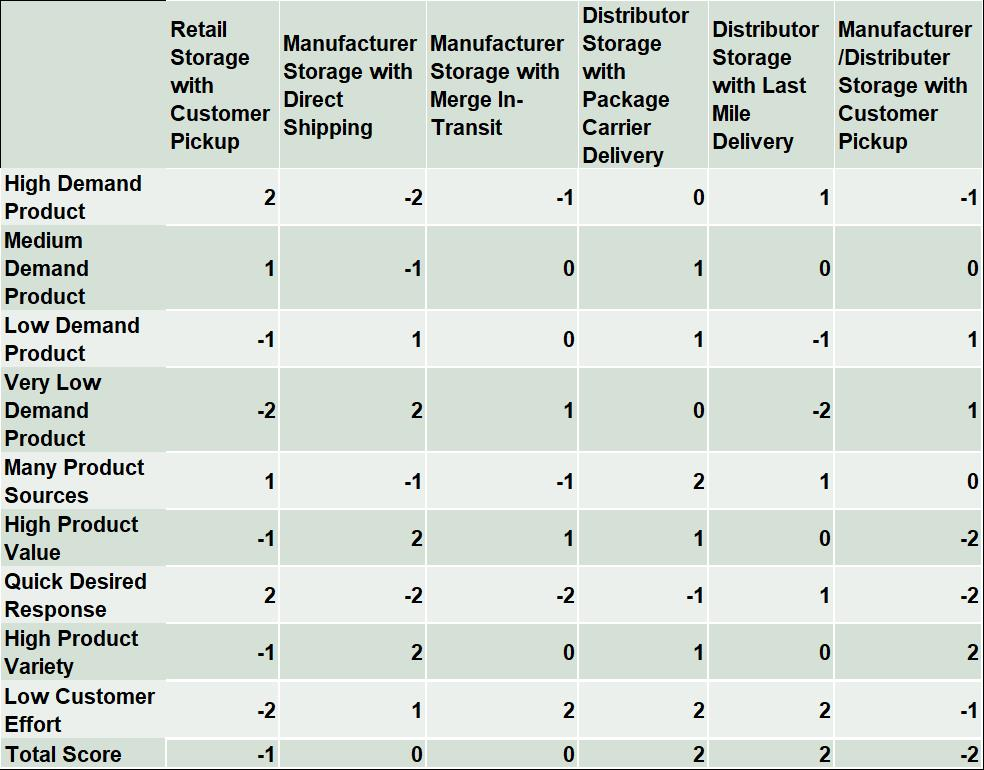 Retail
Storage
with
Customer
Pickup
Manufacturer
Storage with
Direct
Shipping
Manufacturer
Storage with
Merge In-
Transit
Distributor
Storage
with
Package
Carrier
Delivery
Distributor
Storage
with Last
Mile
Delivery
Manufacturer
/Distributer
Storage with
Customer
Pickup
High Demand
Product
2 -2 -1 0 1 -1
Medium
Demand
Product
1 -1 0 1 0 0
Low Demand
Product
-1 1 0 1 -1 1
Very Low
Demand
Product
-2 2 1 0 -2 1
Many Product
Sources
1 -1 -1 2 1 0
High Product
Value
-1 2 1 1 0 -2
Quick Desired
Response
2 -2 -2 -1 1 -2
High Product
Variety
-1 2 0 1 0 2
Low Customer
Effort
-2 1 2 2 2 -1
Total Score -1 0 0 2 2 -2